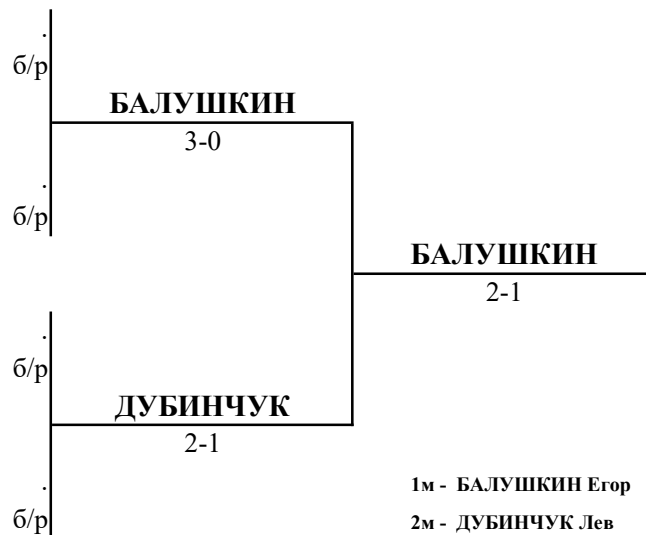 .
б/р
БАЛУШКИН
3-0
.
б/р
БАЛУШКИН
2-1
.
б/р
ДУБИНЧУК
2-1
.
б/р
1м - БАЛУШКИН Егор
2м - ДУБИНЧУК Лев